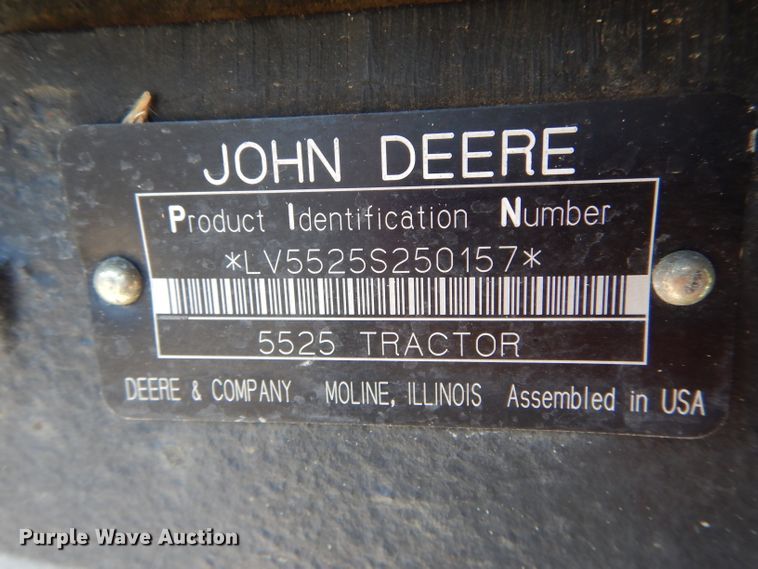 JOHN DEERE
Product Identification Number
*LV5525S250157*
5525 TRACTOR
DEERE & COMPANY MOLINE, ILLINOIS Assembled in USA
Purple Wave Auction